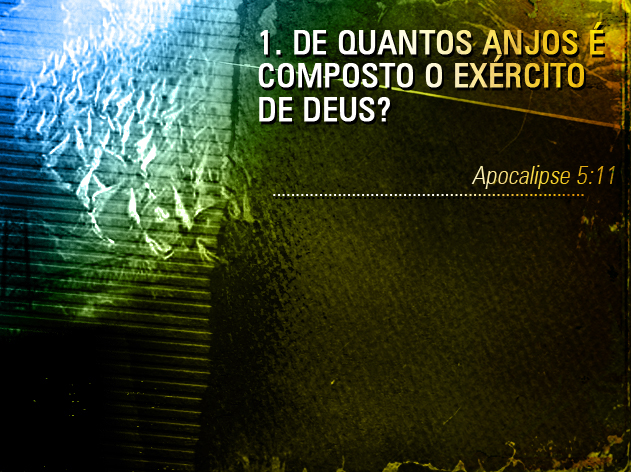 1. DE QUANTOS ANJOS É
COMPOSTO O EXÉRCITO
DE DEUS?
Apocalipse 5:11